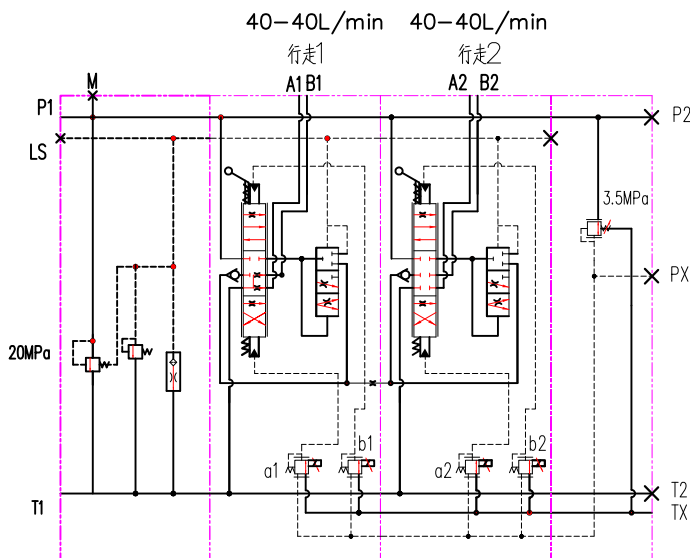 40-40L/min 40-40L/min
行走1 行走2
M A1 B1 A2 B2
P1 P2
LS
3.5MPa
PX
20MPa
a1 b1 a2 b2
T1 T2
TX